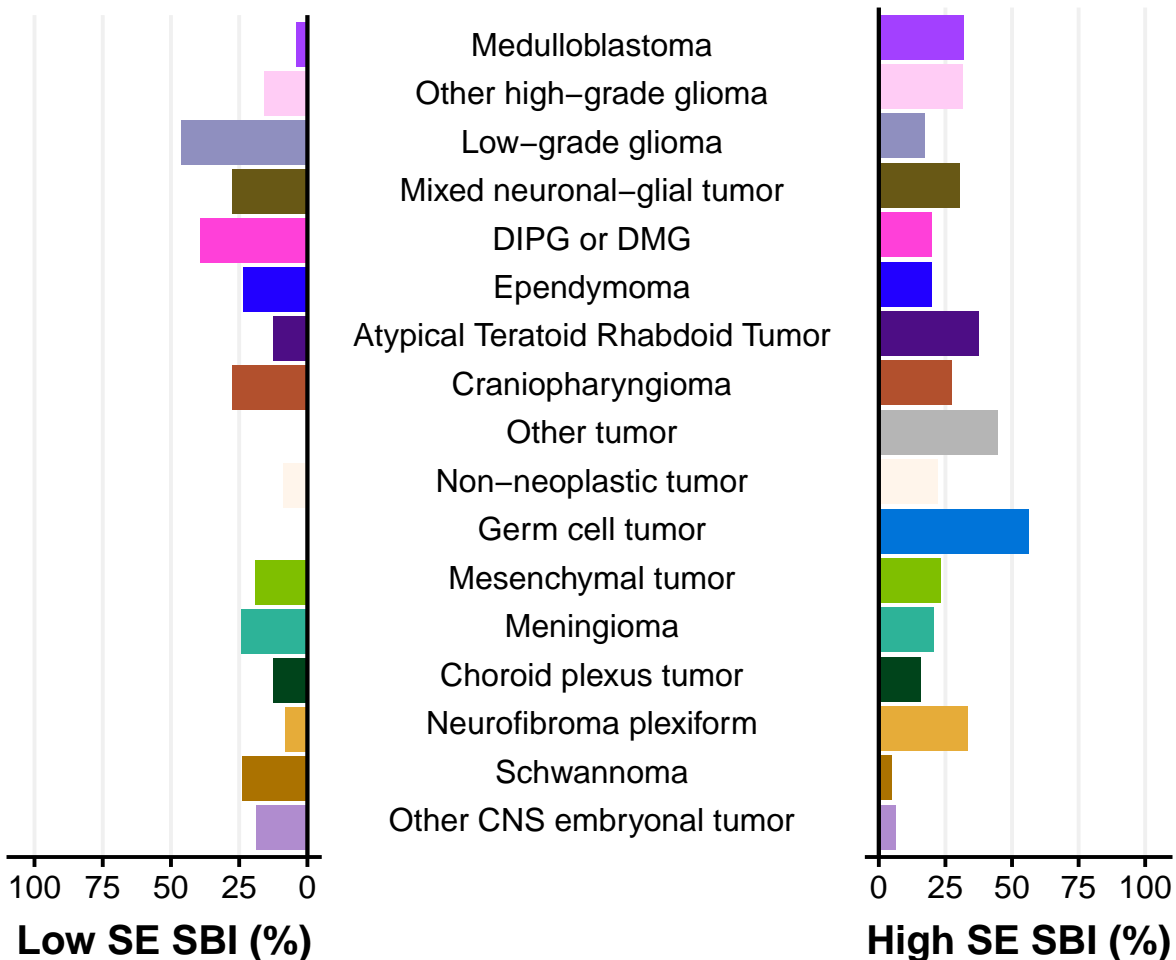 Medulloblastoma
Other high−grade glioma
Low−grade glioma
Mixed neuronal−glial tumor
DIPG or DMG
Ependymoma
Atypical Teratoid Rhabdoid Tumor
Craniopharyngioma
Other tumor
Non−neoplastic tumor
Germ cell tumor
Mesenchymal tumor
Meningioma
Choroid plexus tumor
Neurofibroma plexiform
Schwannoma
Other CNS embryonal tumor
100 75 50 25 0
Low SE SBI (%)
0 25 50 75 100
High SE SBI (%)